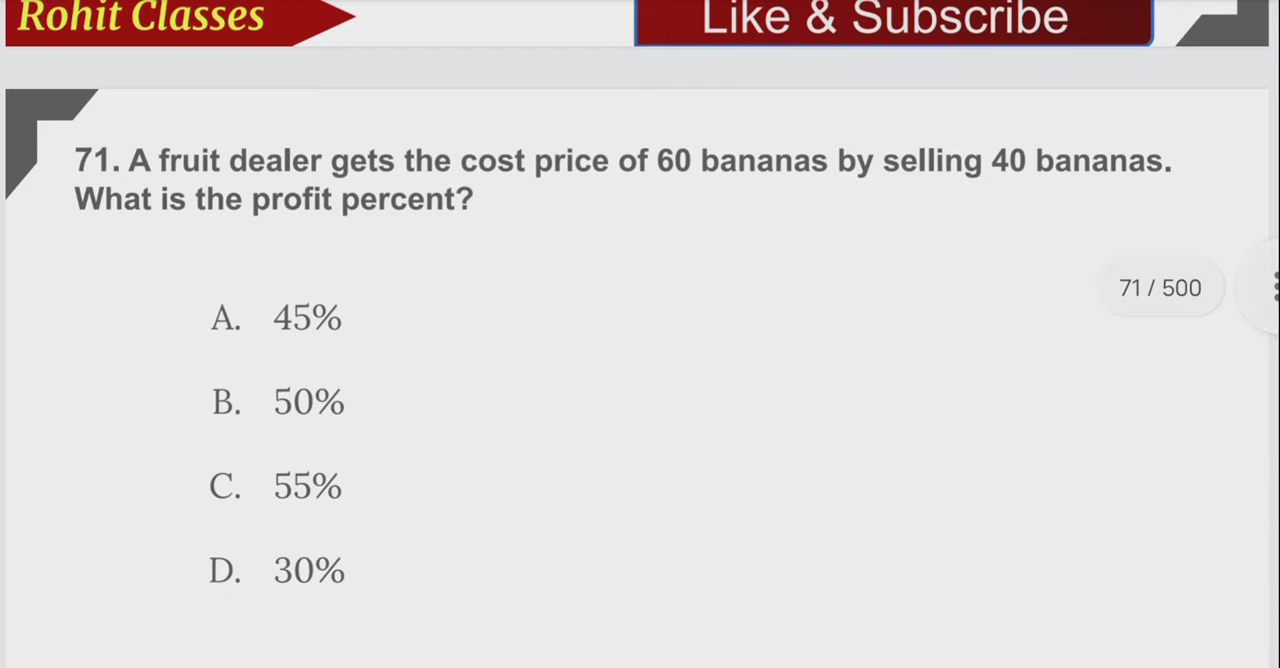 Rohit Classes
Like & Subscribe
71. A fruit dealer gets the cost price of 60 bananas by selling 40 bananas.
What is the profit percent?
71 / 500
A. 45%
B. 50%
C. 55%
D. 30%